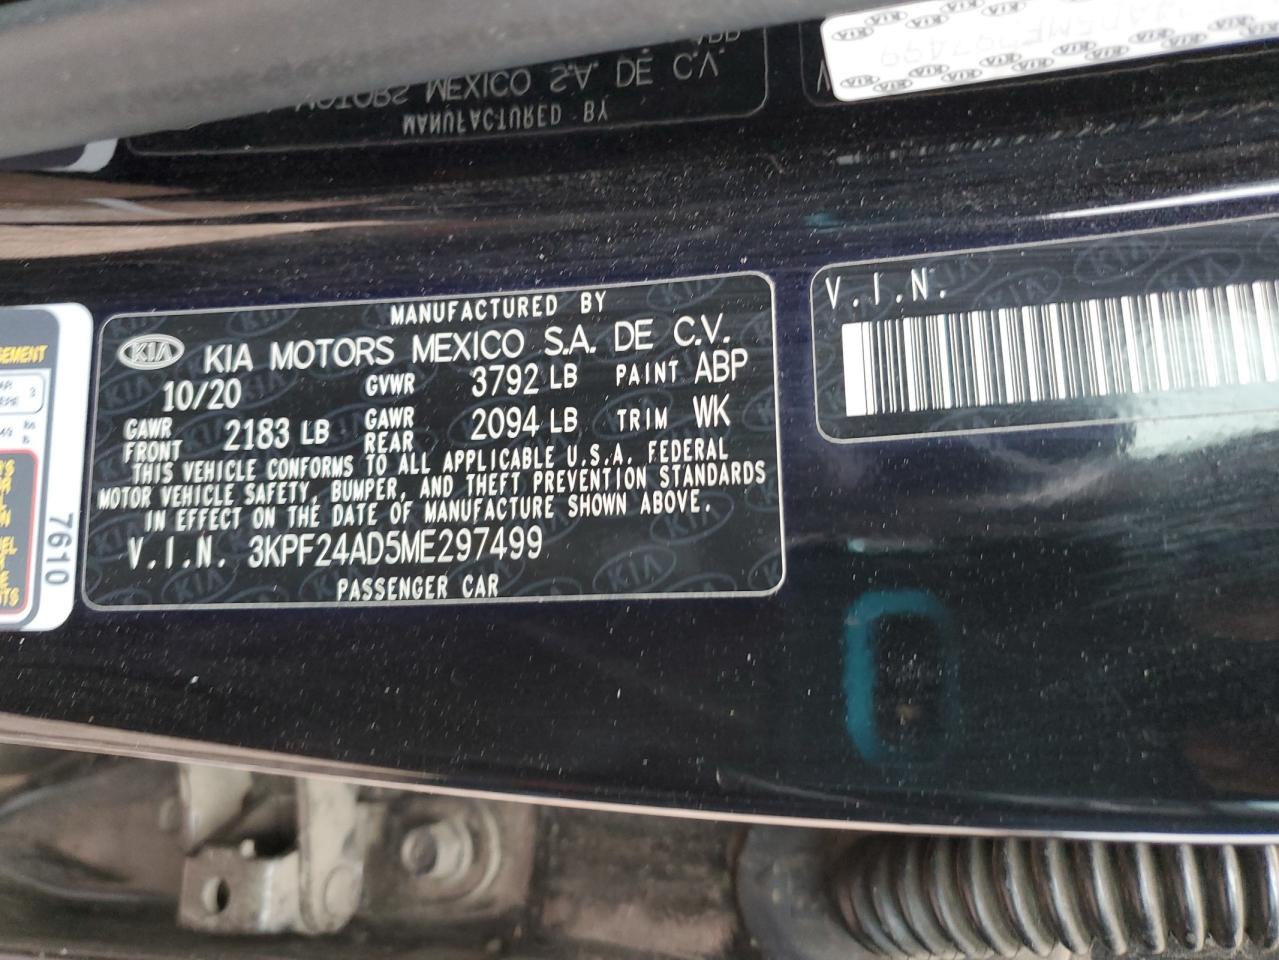 MOTORS MEXICO S.A. DE C.V.
MANUFACTURED BY
MANUFACTURED BY
KIA KIA MOTORS MEXICO S.A. DE C.V.
10/20 GVWR 3792 LB PAINT ABP
GAWR FRONT 2183 LB GAWR REAR 2094 LB TRIM WK
THIS VEHICLE CONFORMS TO ALL APPLICABLE U.S.A. FEDERAL
MOTOR VEHICLE SAFETY, BUMPER, AND THEFT PREVENTION STANDARDS
IN EFFECT ON THE DATE OF MANUFACTURE SHOWN ABOVE.
V.I.N. 3KPF24AD5ME297499
PASSENGER CAR
V.I.N.
7610